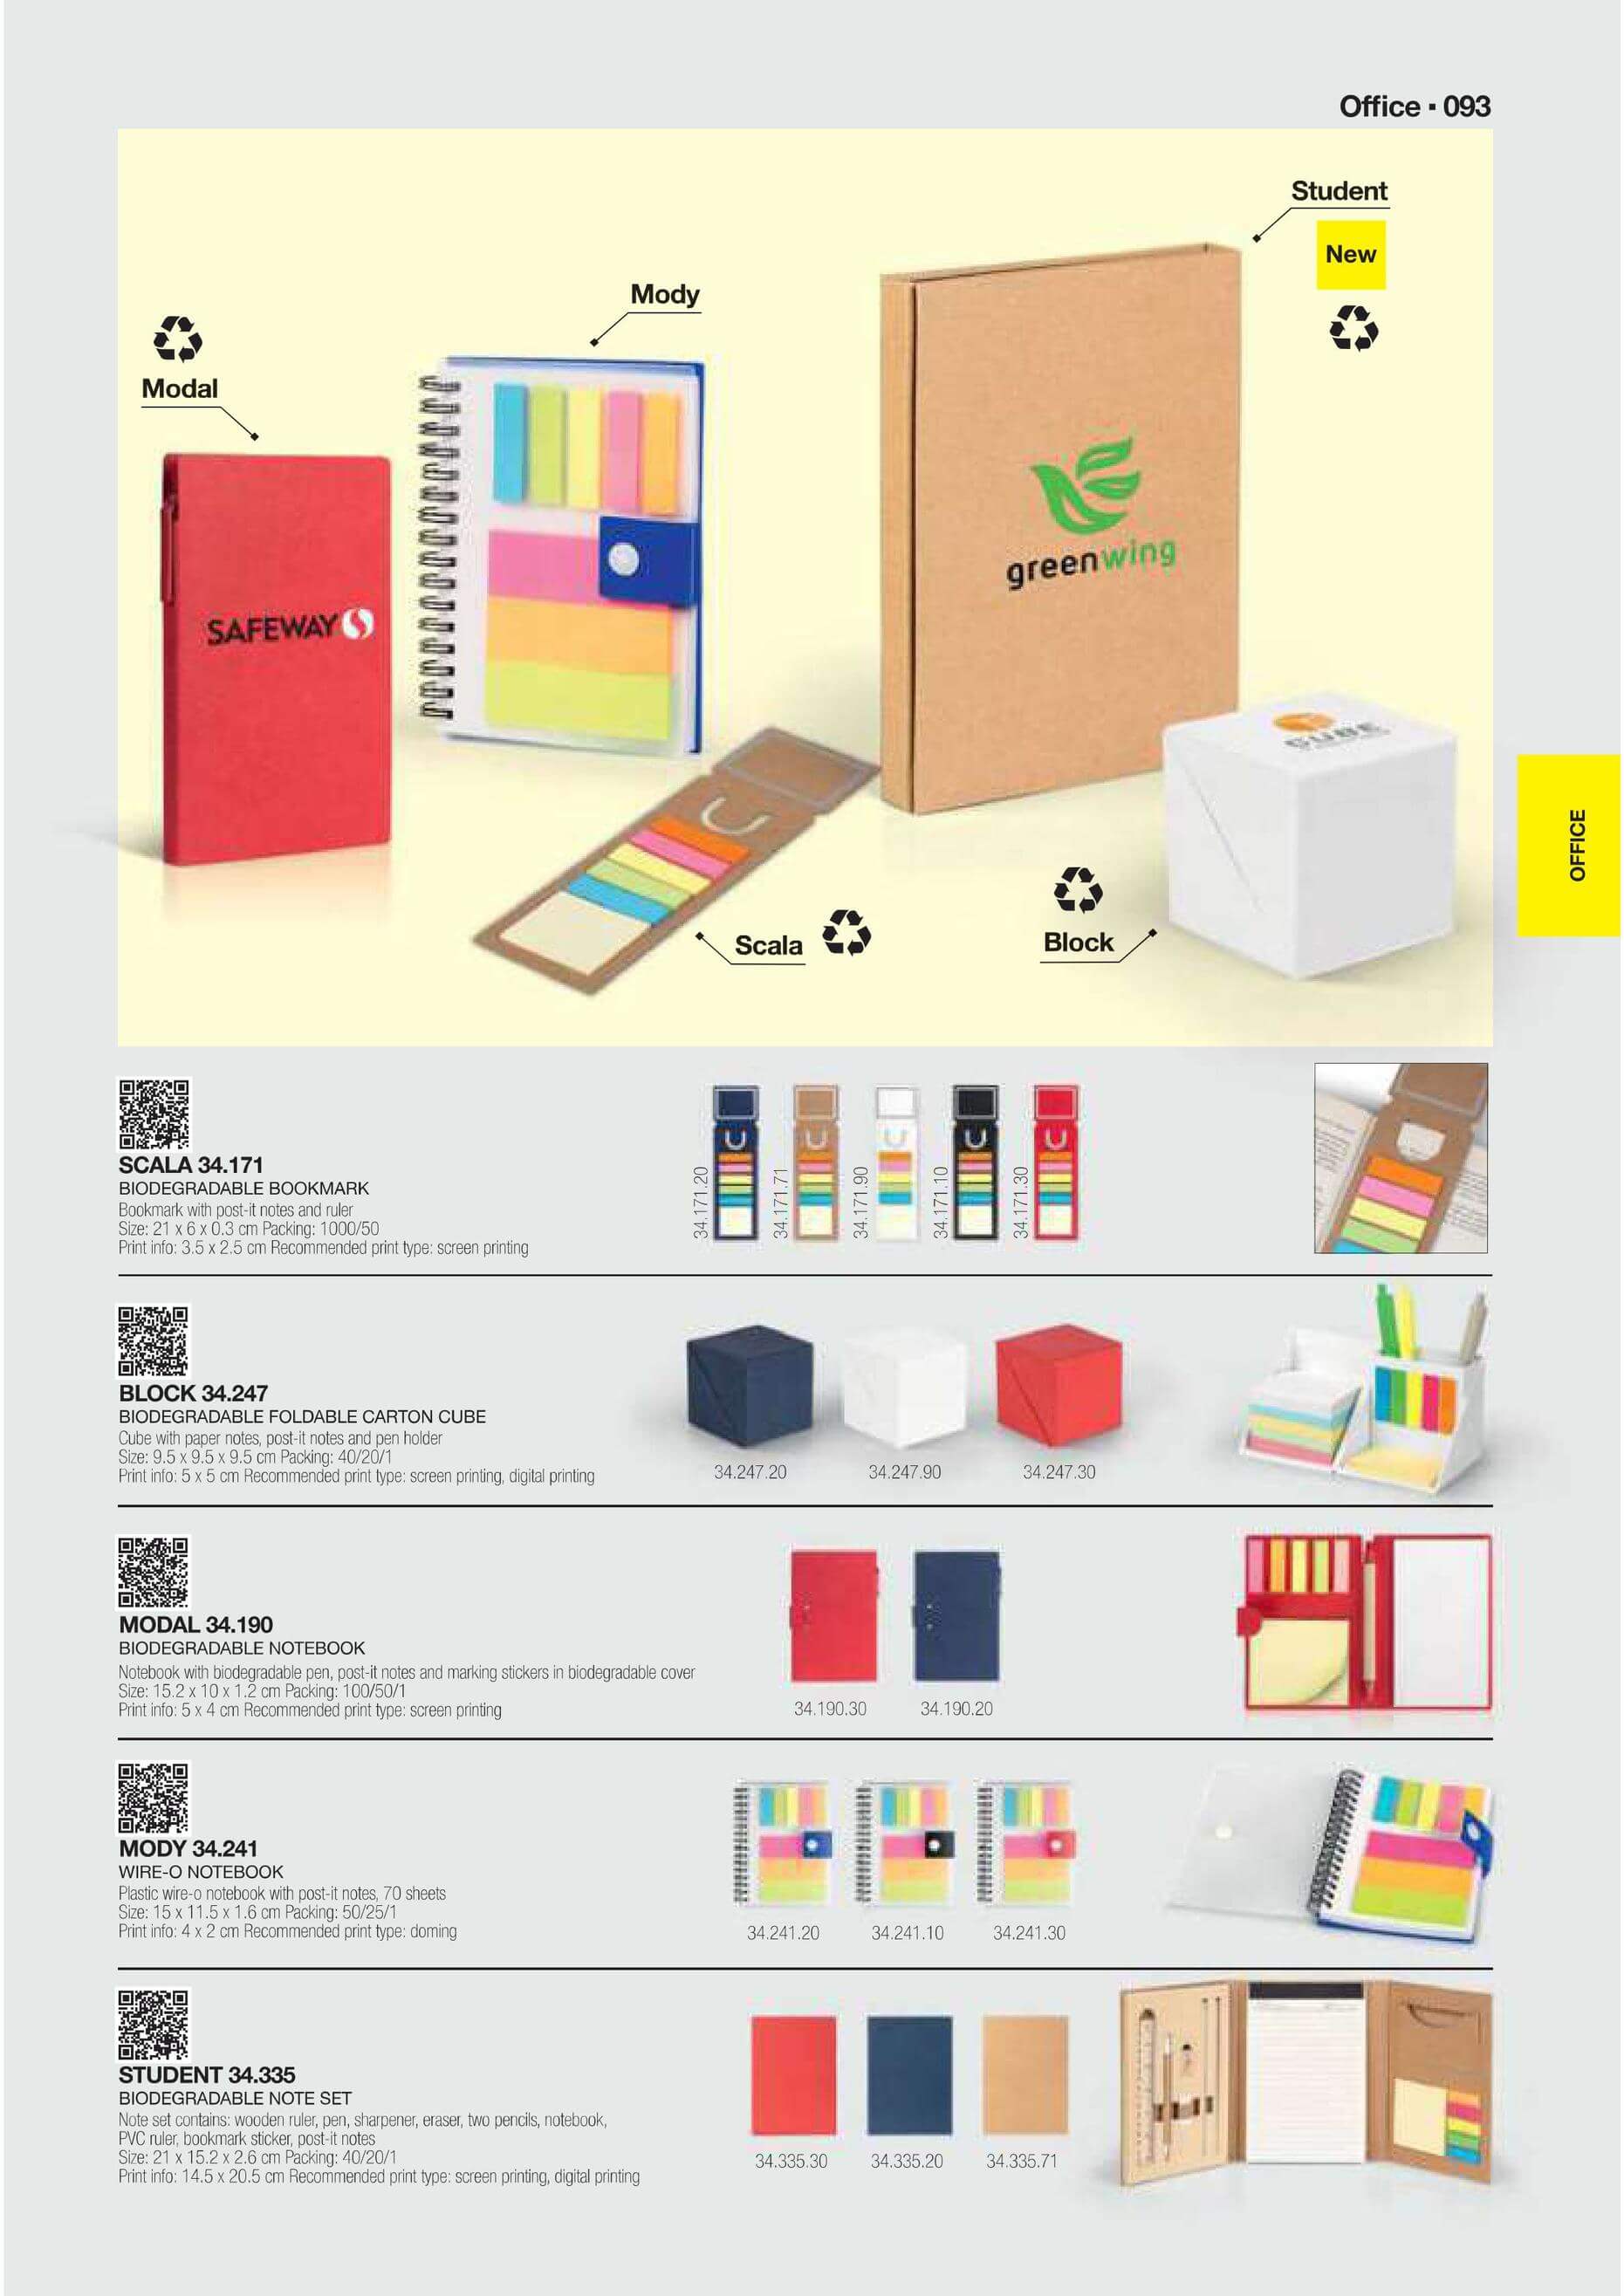 Office ▪ 093
Student
New
Mody
Modal
SAFEWAY
greenwing
CUBE
Scala
Block
OFFICE
SCALA 34.171
BIODEGRADABLE BOOKMARK
Bookmark with post-it notes and ruler
Size: 21 x 6 x 0.3 cm Packing: 1000/50
Print info: 3.5 x 2.5 cm Recommended print type: screen printing
34.171.20
34.171.71
34.171.90
34.171.10
34.171.30
BLOCK 34.247
BIODEGRADABLE FOLDABLE CARTON CUBE
Cube with paper notes, post-it notes and pen holder
Size: 9.5 x 9.5 x 9.5 cm Packing: 40/20/1
Print info: 5 x 5 cm Recommended print type: screen printing, digital printing
34.247.20
34.247.90
34.247.30
MODAL 34.190
BIODEGRADABLE NOTEBOOK
Notebook with biodegradable pen, post-it notes and marking stickers in biodegradable cover
Size: 15.2 x 10 x 1.2 cm Packing: 100/50/1
Print info: 5 x 4 cm Recommended print type: screen printing
34.190.30
34.190.20
MODY 34.241
WIRE-O NOTEBOOK
Plastic wire-o notebook with post-it notes, 70 sheets
Size: 15 x 11.5 x 1.6 cm Packing: 50/25/1
Print info: 4 x 2 cm Recommended print type: doming
34.241.20
34.241.10
34.241.30
STUDENT 34.335
BIODEGRADABLE NOTE SET
Note set contains: wooden ruler, pen, sharpener, eraser, two pencils, notebook,
PVC ruler, bookmark sticker, post-it notes
Size: 21 x 15.2 x 2.6 cm Packing: 40/20/1
Print info: 14.5 x 20.5 cm Recommended print type: screen printing, digital printing
34.335.30
34.335.20
34.335.71